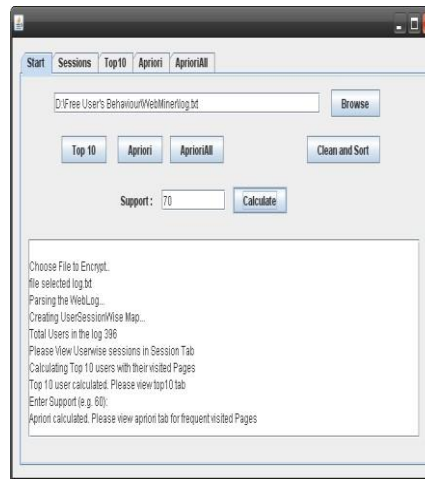 Start Sessions Top10 Apriori AprioriAll
D:\Free User's Behaviour\WebMiner\log.txt Browse
Top 10 Apriori AprioriAll Clean and Sort
Support : 70 Calculate
Choose File to Encrypt..
file selected log.txt
Parsing the WebLog...
Creating UserSessionWise Map...
Total Users in the log 396
Please View Userwise sessions in Session Tab
Calculating Top 10 users with their visited Pages
Top 10 user calculated. Please view top10 tab
Enter Support (e.g. 60):
Apriori calculated. Please view apriori tab for frequent visited Pages